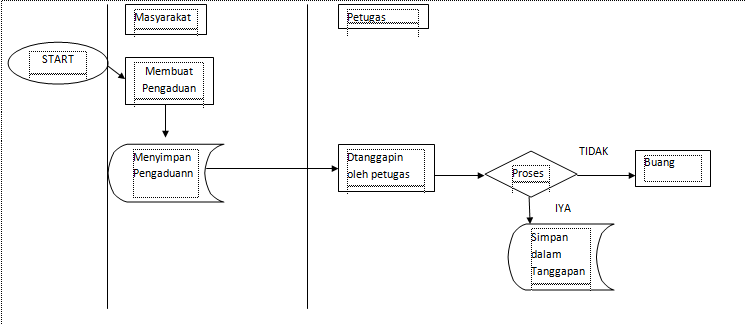 Masyarakat
Petugas
START
Membuat
Pengaduan
Menyimpan
Pengaduann
Dtanggapin
oleh petugas
Proses
TIDAK
Buang
IYA
Simpan
dalam
Tanggapan